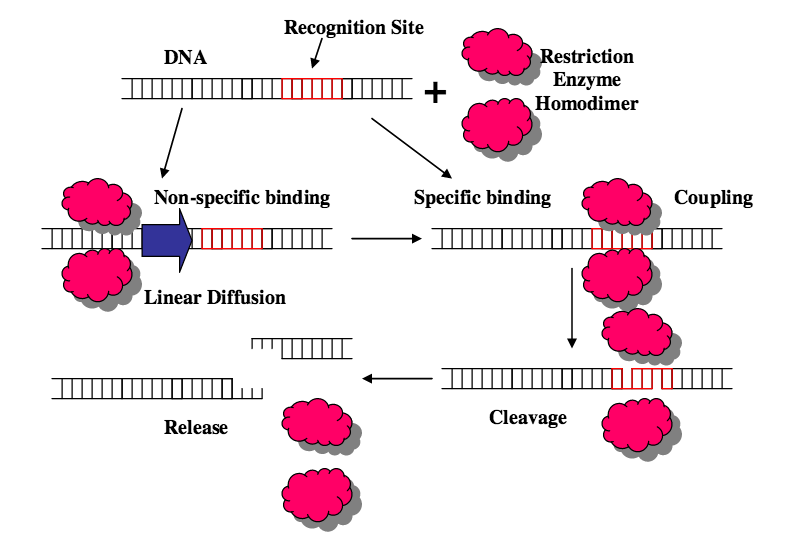 Recognition Site
DNA
+
Restriction
Enzyme
Homodimer
Non-specific binding
Specific binding
Coupling
Linear Diffusion
Cleavage
Release